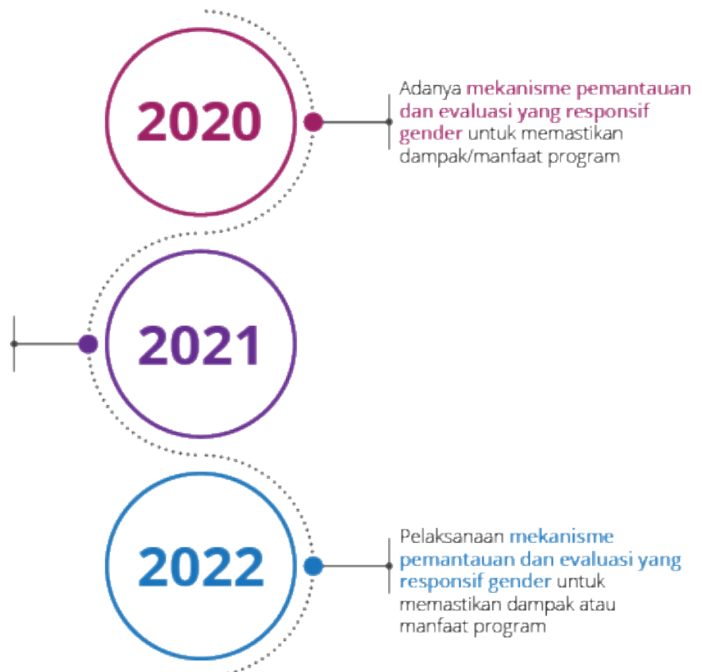 2020
Adanya mekanisme pemantauan
dan evaluasi yang responsif
gender untuk memastikan
dampak/manfaat program
2021
2022
Pelaksanaan mekanisme
pemantauan dan evaluasi yang
responsif gender untuk
memastikan dampak atau
manfaat program